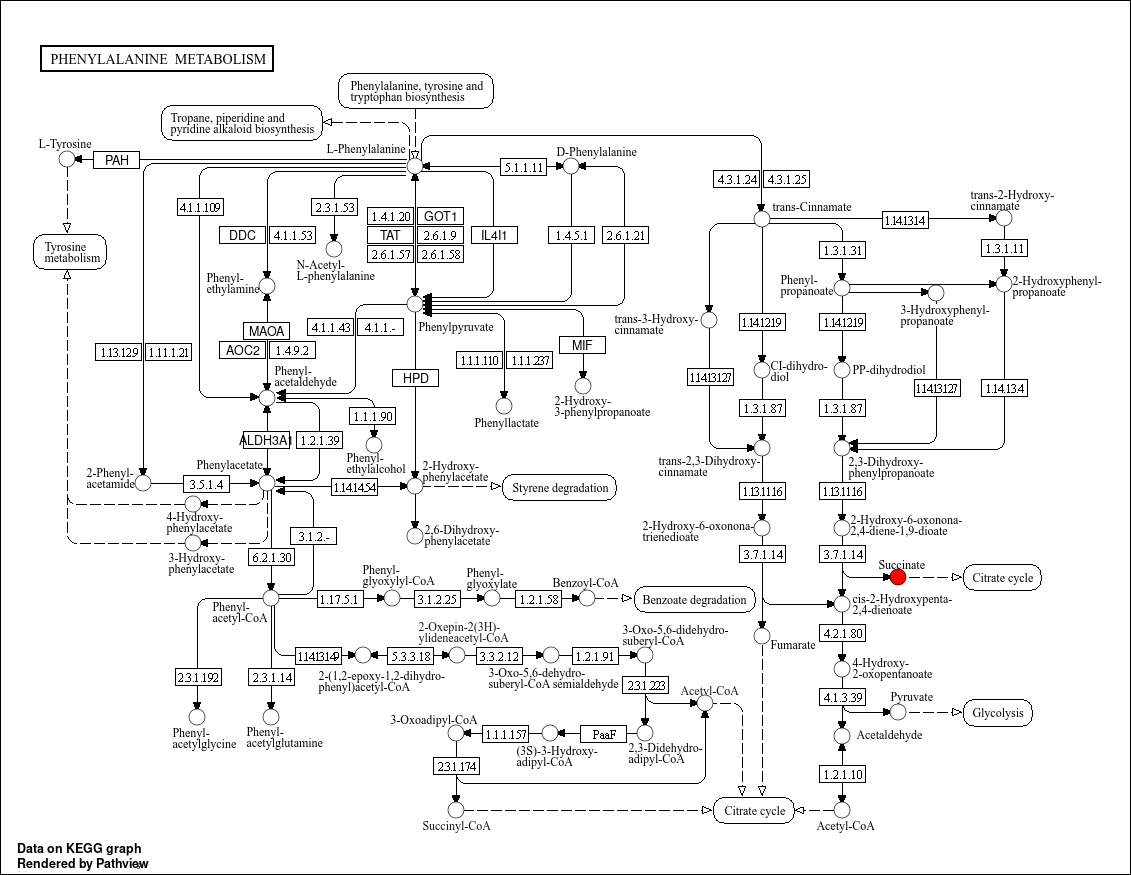 PHENYLALANINE METABOLISM
Phenylalanine, tyrosine and
tryptophan biosynthesis
Tropane, piperidine and
pyridine alkaloid biosynthesis
L-Tyrosine
PAH
L-Phenylalanine
5.1.1.11
D-Phenylalanine
4.3.1.24
4.3.1.25
trans-Cinnamate
1.14.13.14
trans-2-Hydroxy-
cinnamate
4.1.1.109
2.3.1.53
1.4.1.20
GOT1
DDC
4.1.1.53
TAT
2.6.1.9
IL4I1
1.4.5.1
2.6.1.21
2.6.1.57
2.6.1.58
1.3.1.31
1.3.1.11
Tyrosine
metabolism
N-Acetyl-
L-phenylalanine
Phenyl-
ethylamine
Phenyl-
propanoate
2-Hydroxyphenyl-
propanoate
3-Hydroxyphenyl-
propanoate
trans-3-Hydroxy-
cinnamate
Phenylpyruvate
MAOA
4.1.1.43
4.1.1.-
1.14.12.19
1.14.12.19
AOC2
1.4.9.2
1.13.12.9
1.11.1.21
1.1.1.110
1.1.1.237
MIF
Phenyl-
acetaldehyde
HPD
CI-dihydro-
diol
PP-dihydrodiol
1.14.13.127
1.14.13.127
1.14.13.4
2-Hydroxy-
3-phenylpropanoate
Phenyllactate
1.1.1.90
1.3.1.87
1.3.1.87
ALDH3A1
1.2.1.39
Phenyl-
ethylalcohol
2-Phenyl-
acetamide
3.5.1.4
Phenylacetate
1.14.14.54
2-Hydroxy-
phenylacetate
Styrene degradation
trans-2,3-Dihydroxy-
cinnamate
2,3-Dihydroxy-
phenylpropanoate
1.13.11.16
1.13.11.16
4-Hydroxy-
phenylacetate
3-Hydroxy-
phenylacetate
3.1.2.-
6.2.1.30
2,6-Dihydroxy-
phenylacetate
2-Hydroxy-6-oxonona-
trienedioate
2-Hydroxy-6-oxonona-
2,4-diene-1,9-dioate
3.7.1.14
3.7.1.14
Succinate
Citrate cycle
Phenyl-
acetyl-CoA
1.17.5.1
Phenyl-
glyoxylyl-CoA
3.1.2.25
Phenyl-
glyoxylate
1.2.1.58
Benzoyl-CoA
Benzoate degradation
cis-2-Hydroxypenta-
2,4-dienoate
4.2.1.80
Fumarate
2-Oxepin-2(3H)-
ylideneacetyl-CoA
3-Oxo-5,6-didehydro-
suberyl-CoA
1.14.13.149
5.3.3.18
3.3.2.12
1.2.1.91
2-(1,2-epoxy-1,2-dihydro-
phenyl)acetyl-CoA
3-Oxo-5,6-dehydro-
suberyl-CoA semialdehyde
4-Hydroxy-
2-oxopentanoate
2.3.1.192
2.3.1.14
2.3.1.223
Acetyl-CoA
4.1.3.39
Pyruvate
Glycolysis
Phenyl-
acetylglycine
Phenyl-
acetylglutamine
3-Oxoadipyl-CoA
1.1.1.157
(3S)-3-Hydroxy-
adipyl-CoA
PaaF
2,3-Didehydro-
adipyl-CoA
Acetaldehyde
2.3.1.174
1.2.1.10
Succinyl-CoA
Citrate cycle
Acetyl-CoA
Data on KEGG graph
Rendered by Pathview